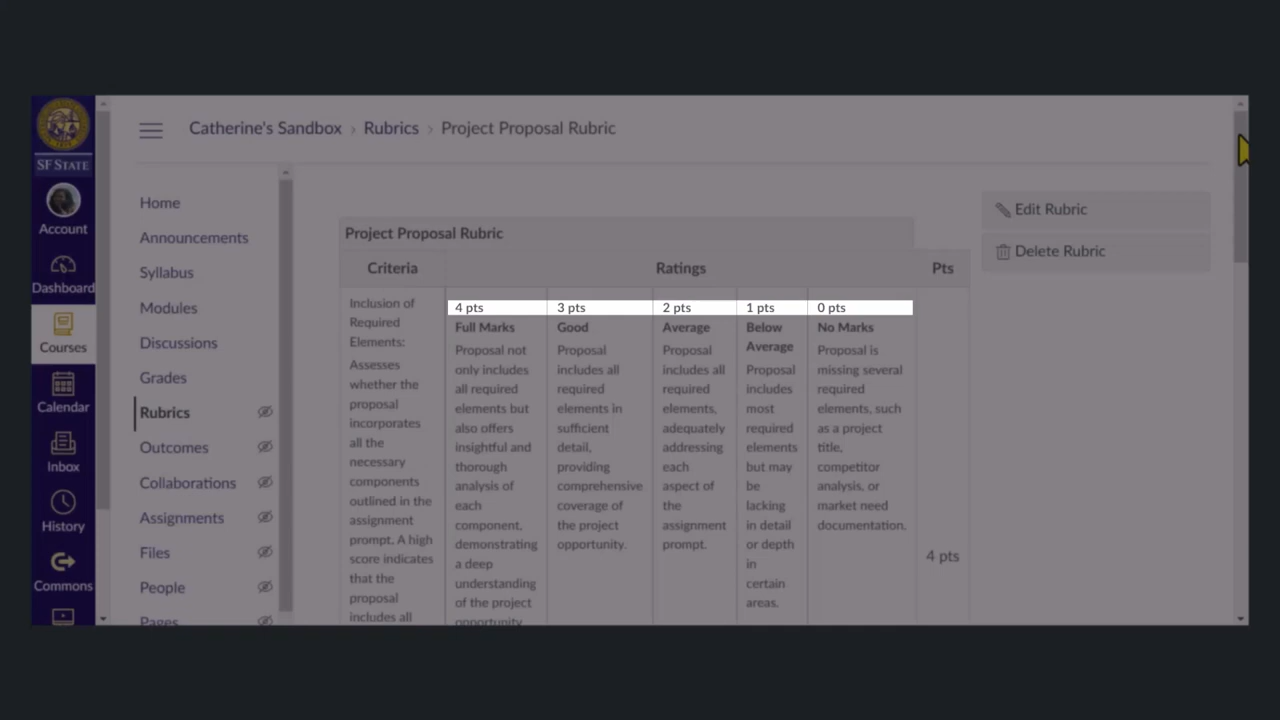 Catherine's Sandbox › Rubrics › Project Proposal Rubric
SF STATE
Account
Dashboard
Courses
Calendar
Inbox
History
Commons
Home
Announcements
Syllabus
Modules
Discussions
Grades
Rubrics
Outcomes
Collaborations
Assignments
Files
People
Pages
Edit Rubric
Delete Rubric
Project Proposal Rubric
Criteria
Ratings
Pts
Inclusion of
Required
Elements:
Assesses
whether the
proposal
incorporates
all the
necessary
components
outlined in the
assignment
prompt. A high
score indicates
that the
proposal
includes all
4 pts
Full Marks
Proposal not
only includes
all required
elements but
also offers
insightful and
thorough
analysis of
each
component,
demonstrating
a deep
understanding
of the project
opportunity
3 pts
Good
Proposal
includes all
required
elements in
sufficient
detail,
providing
comprehensive
coverage of
the project
opportunity.
2 pts
Average
Proposal
includes all
required
elements,
adequately
addressing
each
aspect of
the
assignment
prompt.
1 pts
Below
Average
Proposal
includes
most
required
elements
but may
be
lacking
in detail
or depth
in
certain
areas.
0 pts
No Marks
Proposal is
missing several
required
elements, such
as a project
title,
competitor
analysis, or
market need
documentation.
4 pts